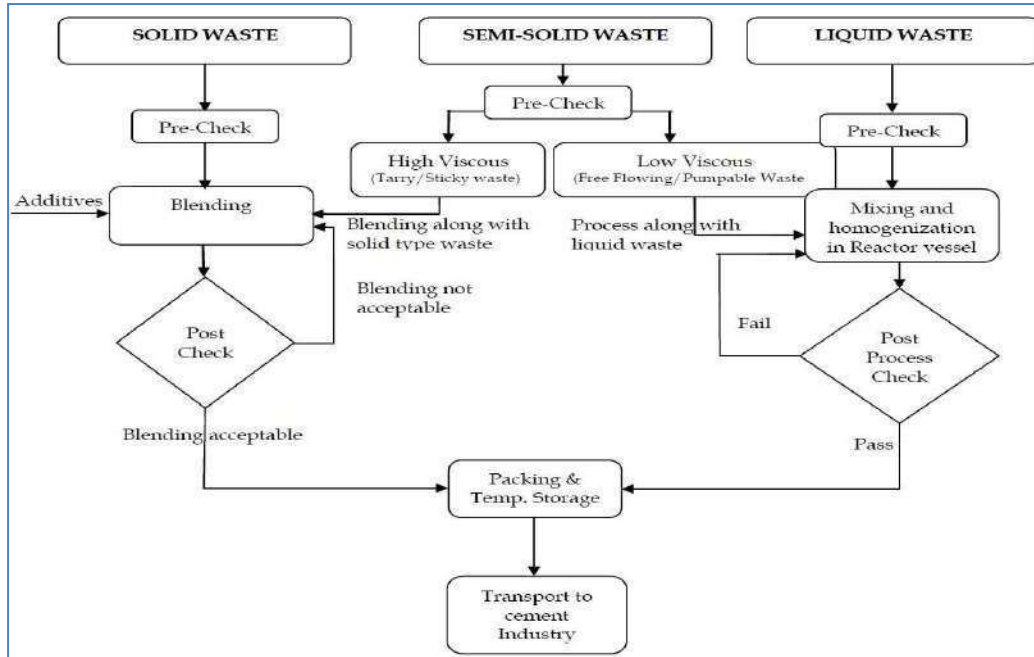 SOLID WASTE
SEMI-SOLID WASTE
LIQUID WASTE
Pre-Check
Pre-Check
Pre-Check
High Viscous
(Tarry/Sticky waste)
Low Viscous
(Free Flowing/Pumpable Waste
Additives
Blending
Blending along with
solid type waste
Process along with
liquid waste
Mixing and
homogenization
in Reactor vessel
Blending not
acceptable
Post
Check
Fail
Post
Process
Check
Blending acceptable
Pass
Packing &
Temp. Storage
Transport to
cement
Industry